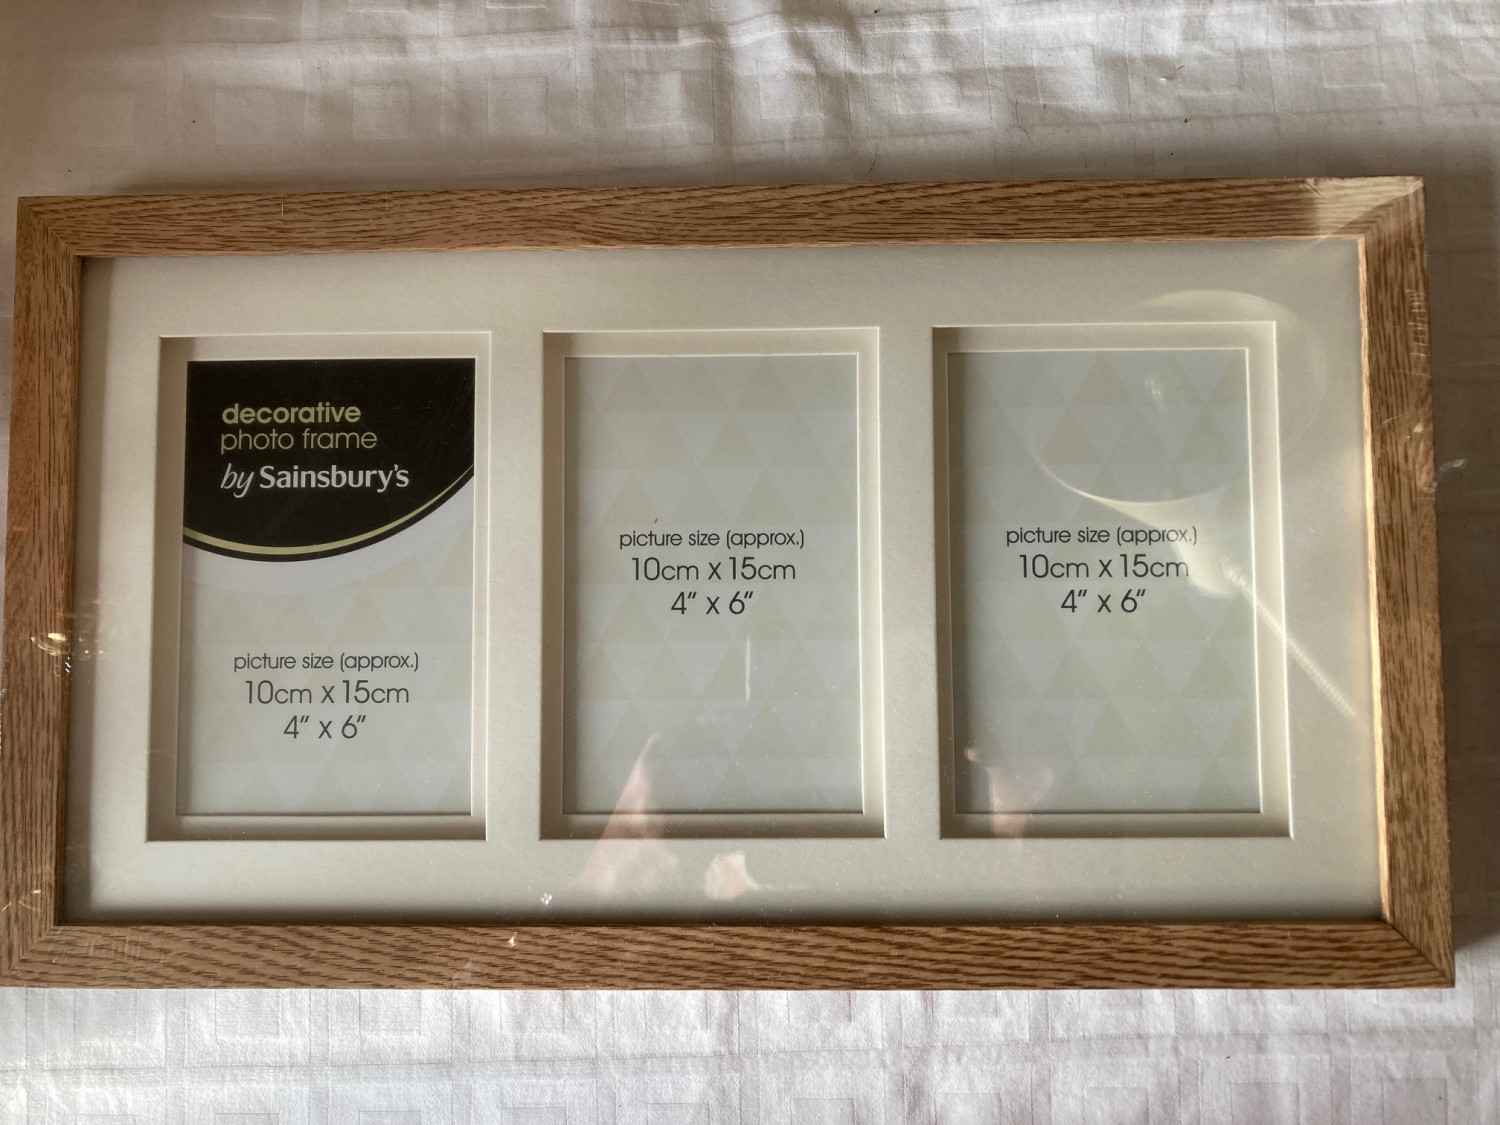 decorative
photo frame
by Sainsbury's
picture size (approx.)
10cm x 15cm
4" x 6"
picture size (approx.)
10cm x 15cm
4" x 6"
picture size (approx.)
10cm x 15cm
4" x 6"